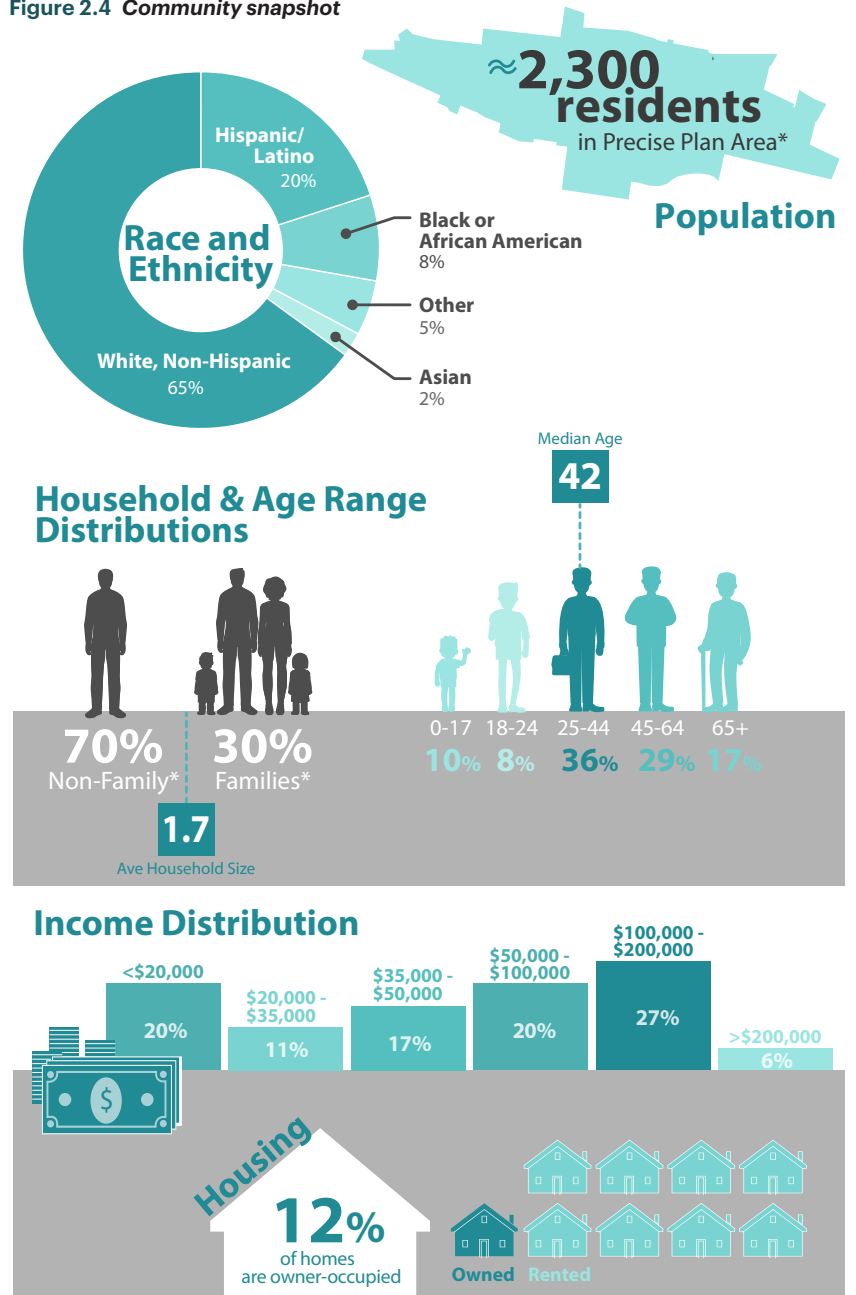 Figure 2.4 Community snapshot
≈2,300
residents
in Precise Plan Area*
Population
Race and
Ethnicity
Hispanic/
Latino
20%
Black or
African American
8%
Other
5%
Asian
2%
White, Non-Hispanic
65%
Household & Age Range
Distributions
Median Age
42
70%
Non-Family*
30%
Families*
1.7
Ave Household Size
0-17 18-24 25-44 45-64 65+
10% 8% 36% 29% 17%
Income Distribution
<$20,000
20%
$20,000 -
$35,000
11%
$35,000 -
$50,000
17%
$50,000 -
$100,000
20%
$100,000 -
$200,000
27%
>$200,000
6%
$
Housing
12%
of homes
are owner-occupied
Owned Rented